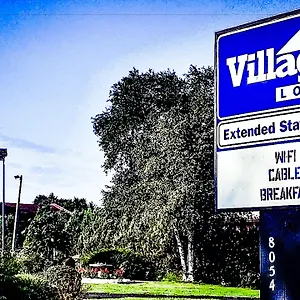 Villag
LO
Extended Sta
WIFI
CABLE
BREAKFA
8054